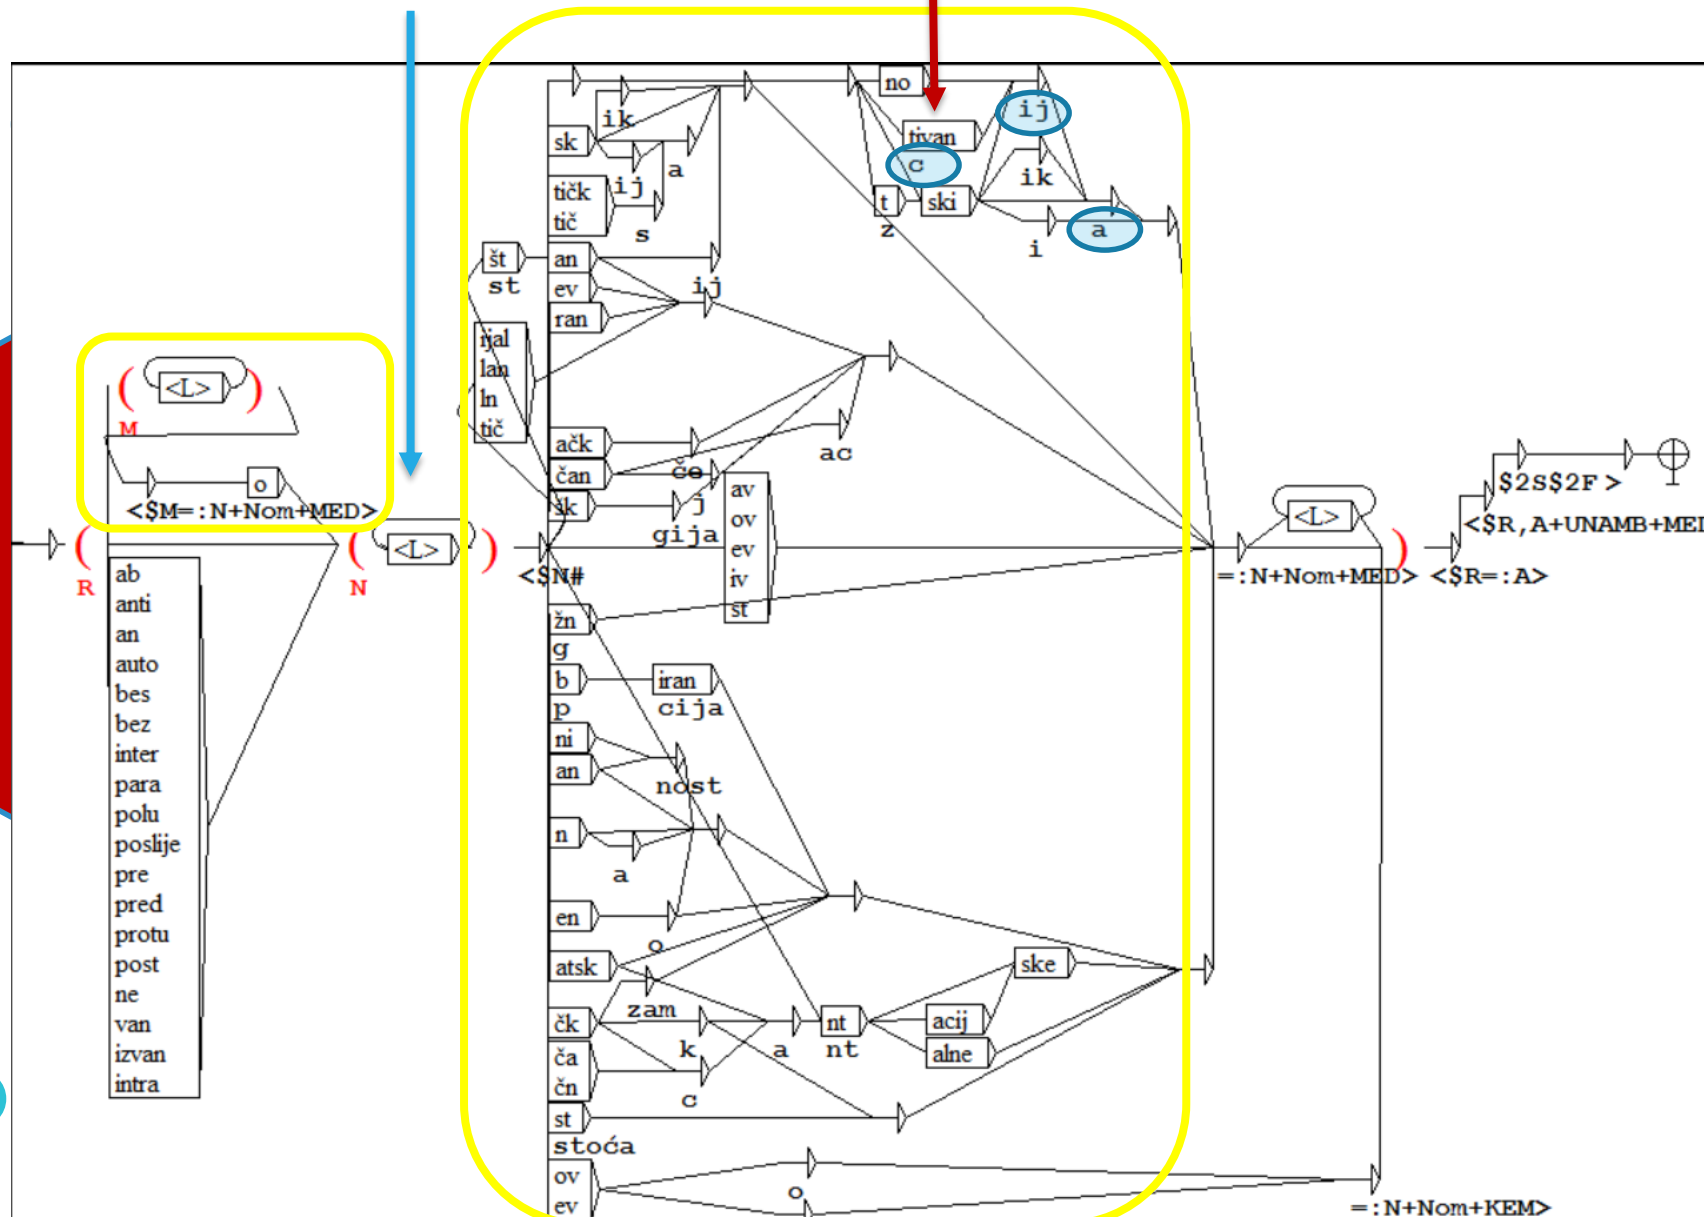 no
ik
ij
sk
tivan
a
c
ij
ik
tičk
tič
t
ski
z
s
a
i
št
st
an
ev
ij
ran
rjal
lan
ln
tič
( <L> )
M
o
<$M=:N+Nom+MED>
ačk
ac
čan
če
šk
j
gija
av
ov
ev
iv
st
(
R
( <L> )
N
<$N#
=:N+Nom+MED>
<L>
)
<$R=:A>
<$R,A+UNAMB+MED
$2S$2F >
ab
anti
an
auto
bes
bez
inter
para
polu
poslije
pre
pred
protu
post
ne
van
izvan
intra
žn
g
b
iran
p
cija
ni
an
nost
n
a
en
o
atsk
ske
zam
čk
k
a
nt
nt
acij
alne
ča
čn
c
st
stoća
ov
ev
o
=:N+Nom+KEM>